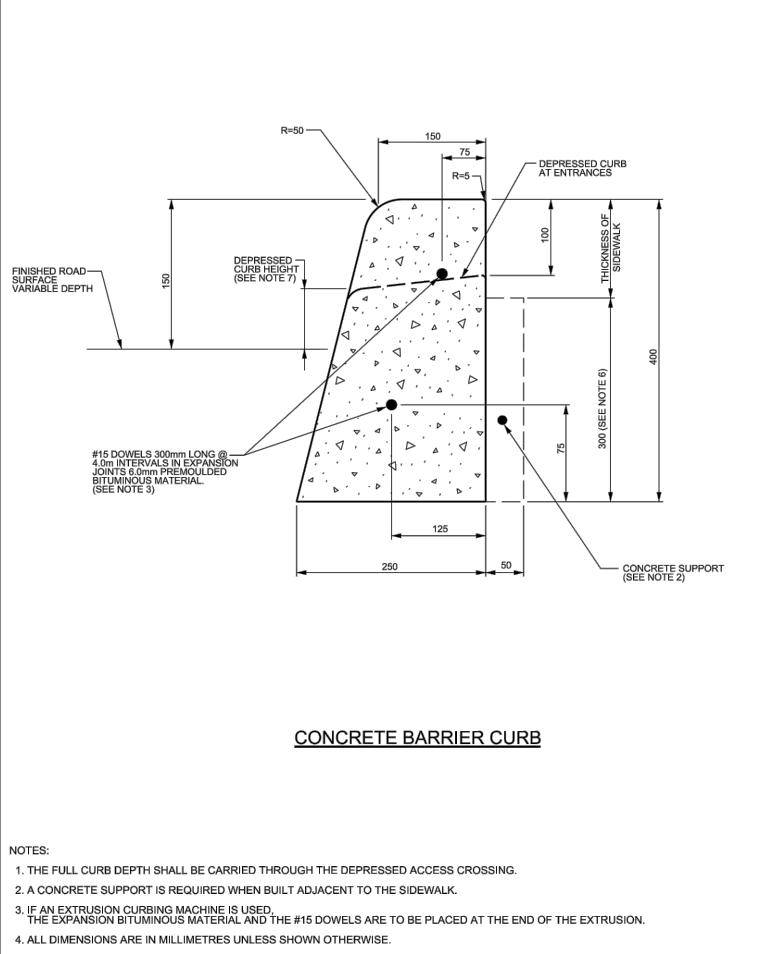 R=50
150
75
R=5
DEPRESSED CURB
AT ENTRANCES
150
100
THICKNESS OF
SIDEWALK
FINISHED ROAD
SURFACE
VARIABLE DEPTH
DEPRESSED
CURB HEIGHT
(SEE NOTE 7)
400
300 (SEE NOTE 6)
75
#15 DOWELS 300mm LONG @
4.0m INTERVALS IN EXPANSION
JOINTS 6.0mm PREMOULDED
BITUMINOUS MATERIAL.
(SEE NOTE 3)
125
250
50
CONCRETE SUPPORT
(SEE NOTE 2)
CONCRETE BARRIER CURB
NOTES:
1. THE FULL CURB DEPTH SHALL BE CARRIED THROUGH THE DEPRESSED ACCESS CROSSING.
2. A CONCRETE SUPPORT IS REQUIRED WHEN BUILT ADJACENT TO THE SIDEWALK.
3. IF AN EXTRUSION CURBING MACHINE IS USED,
THE EXPANSION BITUMINOUS MATERIAL AND THE #15 DOWELS ARE TO BE PLACED AT THE END OF THE EXTRUSION.
4. ALL DIMENSIONS ARE IN MILLIMETRES UNLESS SHOWN OTHERWISE.